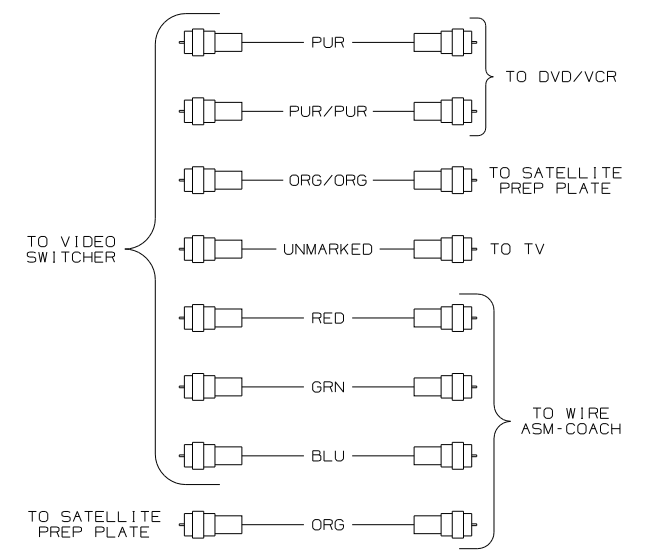 PUR
TO DVD/VCR
PUR/PUR
ORG/ORG
TO SATELLITE
PREP PLATE
TO VIDEO
SWITCHER
UNMARKED
TO TV
RED
GRN
TO WIRE
ASM-COACH
BLU
TO SATELLITE
PREP PLATE
ORG